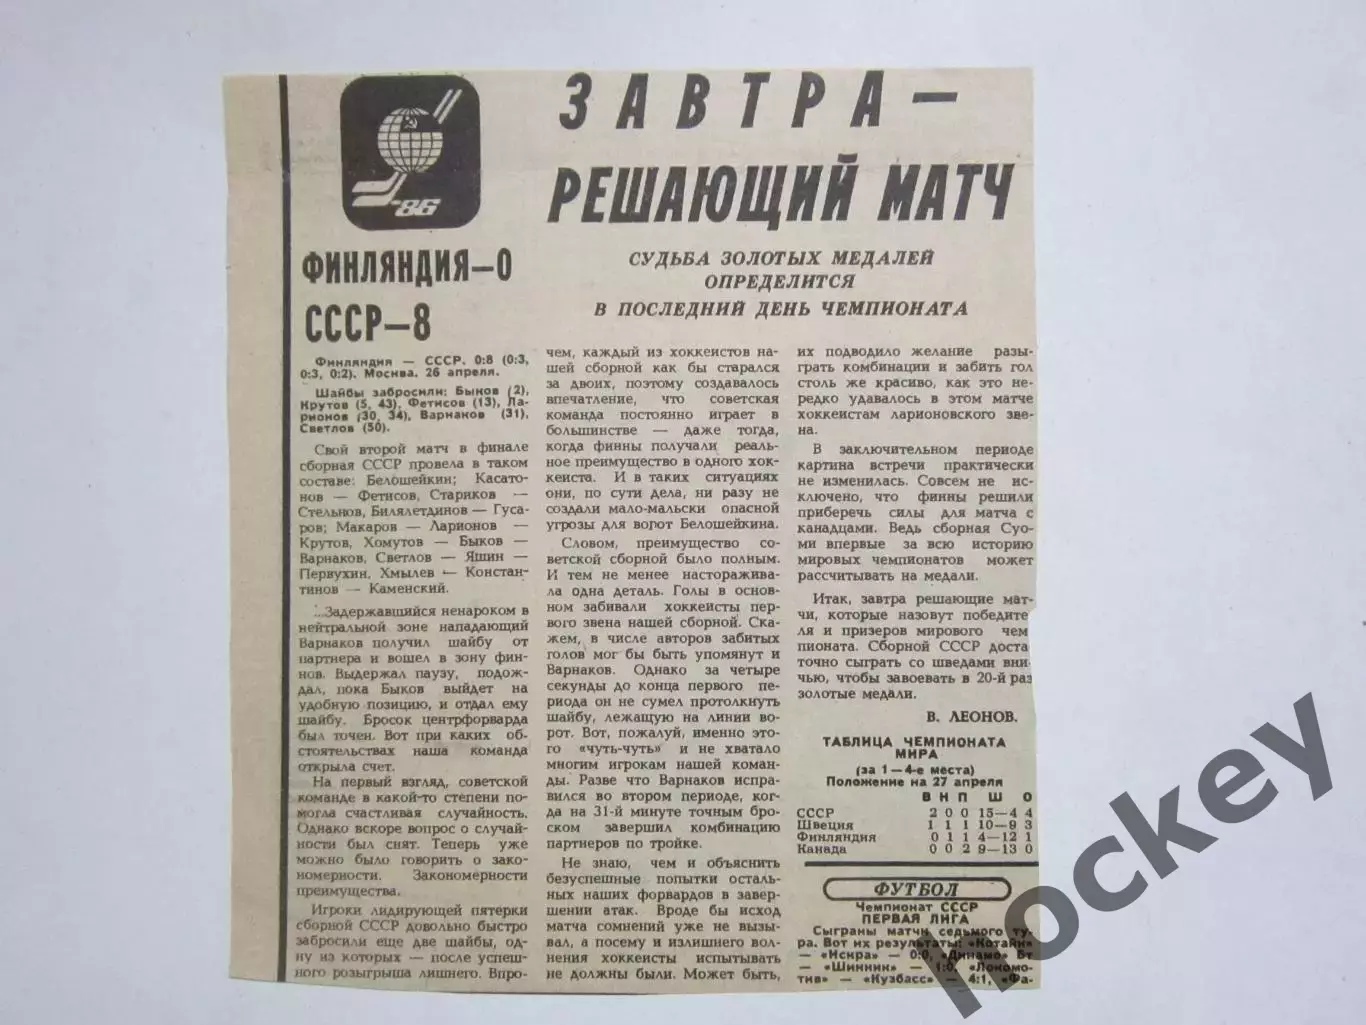 -86
ЗАВТРА —
РЕШАЮЩИЙ МАТЧ
СУДЬБА ЗОЛОТЫХ МЕДАЛЕЙ
ОПРЕДЕЛИТСЯ
В ПОСЛЕДНИЙ ДЕНЬ ЧЕМПИОНАТА
ФИНЛЯНДИЯ—0
СССР—8
Финляндия — СССР. 0:8 (0:3,
0:3, 0:2). Москва. 26 апреля.
Шайбы забросили: Быков (2),
Крутов (5, 43), Фетисов (13), Ла-
рионов (30, 34), Варнаков (31),
Светлов (50).
Свой второй матч в финале
сборная СССР провела в таком
составе: Белошейкин; Касато-
нов — Фетисов, Стариков —
Стельнов, Билялетдинов — Гуса-
ров; Макаров — Ларионов —
Крутов, Хомутов — Быков —
Варнаков, Светлов — Яшин —
Первухин, Хмылев — Констан-
тинов — Каменский.
...Задержавшийся ненароком в
нейтральной зоне нападающий
Варнаков получил шайбу от
партнера и вошел в зону фин-
нов. Выдержал паузу, подож-
дал, пока Быков выйдет на
удобную позицию, и отдал ему
шайбу. Бросок центрфорварда
был точен. Вот при каких об-
стоятельствах наша команда
открыла счет.
На первый взгляд, советской
команде в какой-то степени по-
могла счастливая случайность.
Однако вскоре вопрос о случай-
ности был снят. Теперь уже
можно было говорить о зако-
номерности. Закономерности
преимущества.
Игроки лидирующей пятерки
сборной СССР довольно быстро
забросили еще две шайбы, од-
ну из которых — после успеш-
ного розыгрыша лишнего. Впро-
чем, каждый из хоккеистов на-
шей сборной как бы старался
за двоих, поэтому создавалось
впечатление, что советская
команда постоянно играет в
большинстве — даже тогда,
когда финны получали реаль-
ное преимущество в одного хок-
кеиста. И в таких ситуациях
они, по сути дела, ни разу не
создали мало-мальски опасной
угрозы для ворот Белошейкина.
Словом, преимущество со-
ветской сборной было полным.
И тем не менее настораживa-
ла одна деталь. Голы в основ-
ном забивали хоккеисты пер-
вого звена нашей сборной. Ска-
жем, в числе авторов забитых
голов мог бы быть упомянут и
Варнаков. Однако за четыре
секунды до конца первого пе-
риода он не сумел протолкнуть
шайбу, лежащую на линии во-
рот. Вот, пожалуй, именно это-
го «чуть-чуть» и не хватало
многим игрокам нашей коман-
ды. Разве что Варнаков испра-
вился во втором периоде, ког-
да на 31-й минуте точным бро-
ском завершил комбинацию
партнеров по тройке.
Не знаю, чем и объяснить
безуспешные попытки осталь-
ных наших форвардов в завер-
шении атак. Вроде бы исход
матча сомнений уже не вызы-
вал, а посему и излишнего вол-
нения хоккеисты испытывать
не должны были. Может быть,
их подводило желание разы-
грать комбинации и забить гол
столь же красиво, как это не-
редко удавалось в этом матче
хоккеистам ларионовского зве-
на.
В заключительном периоде
картина встречи практически
не изменилась. Совсем не ис-
ключено, что финны решили
приберечь силы для матча с
канадцами. Ведь сборная Суо-
ми впервые за всю историю
мировых чемпионатов может
рассчитывать на медали.
Итак, завтра решающие мат-
чи, которые назовут победите-
ля и призеров мирового чем
пионата. Сборной СССР доста
точно сыграть со шведами вни-
чью, чтобы завоевать в 20-й раз
золотые медали.
В. ЛЕОНОВ.
ТАБЛИЦА ЧЕМПИОНАТА
МИРА
(за 1—4-е места)
Положение на 27 апреля
В Н П Ш О
СССР 2 0 0 15—4 4
Швеция 1 1 1 10—9 3
Финляндия 0 1 1 4—12 1
Канада 0 0 2 9—13 0
ФУТБОЛ
Чемпионат СССР
ПЕРВАЯ ЛИГА
Сыграны матчи седьмого ту-
ра. Вот их результаты: «Котайк»
— «Искра» — 0:0, «Динамо» Бт
— «Шинник» — 1:0, «Локомо-
тив» — «Кузбасс» — 4:1, «Фа-
hockey